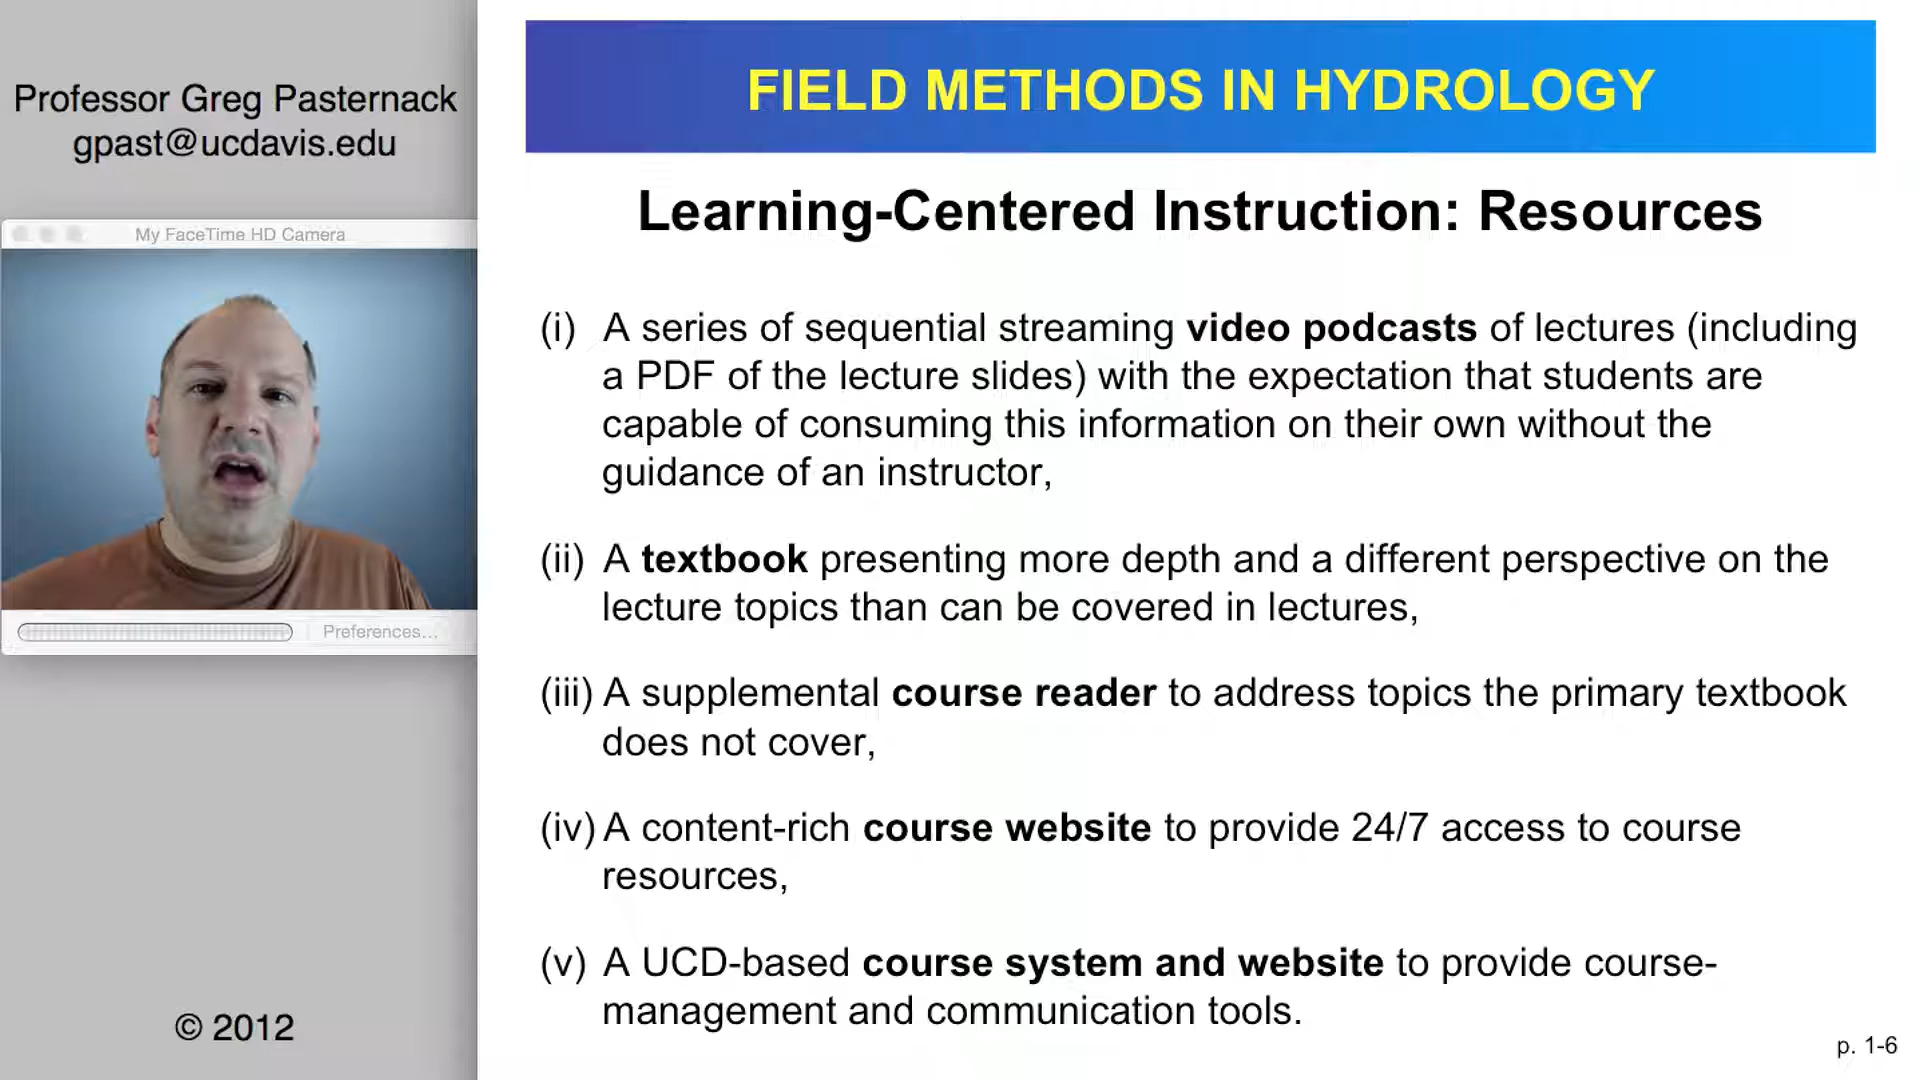 Professor Greg Pasternack
gpast@ucdavis.edu
My FaceTime HD Camera
Preferences...
© 2012
FIELD METHODS IN HYDROLOGY
Learning-Centered Instruction: Resources
(i) A series of sequential streaming video podcasts of lectures (including
a PDF of the lecture slides) with the expectation that students are
capable of consuming this information on their own without the
guidance of an instructor,
(ii) A textbook presenting more depth and a different perspective on the
lecture topics than can be covered in lectures,
(iii) A supplemental course reader to address topics the primary textbook
does not cover,
(iv) A content-rich course website to provide 24/7 access to course
resources,
(v) A UCD-based course system and website to provide course-
management and communication tools.
p. 1-6